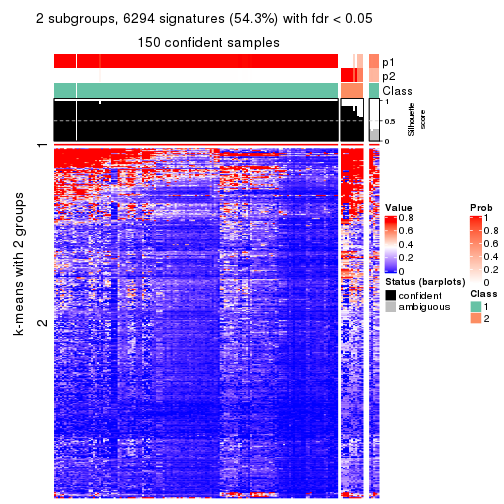 2 subgroups, 6294 signatures (54.3%) with fdr < 0.05
150 confident samples
p1
p2
Class
1
0.5
0
Silhouette
score
k-means with 2 groups
1
2
Value
0.8
0.6
0.4
0.2
0
Prob
1
0.8
0.6
0.4
0.2
0
Status (barplots)
confident
ambiguous
Class
1
2